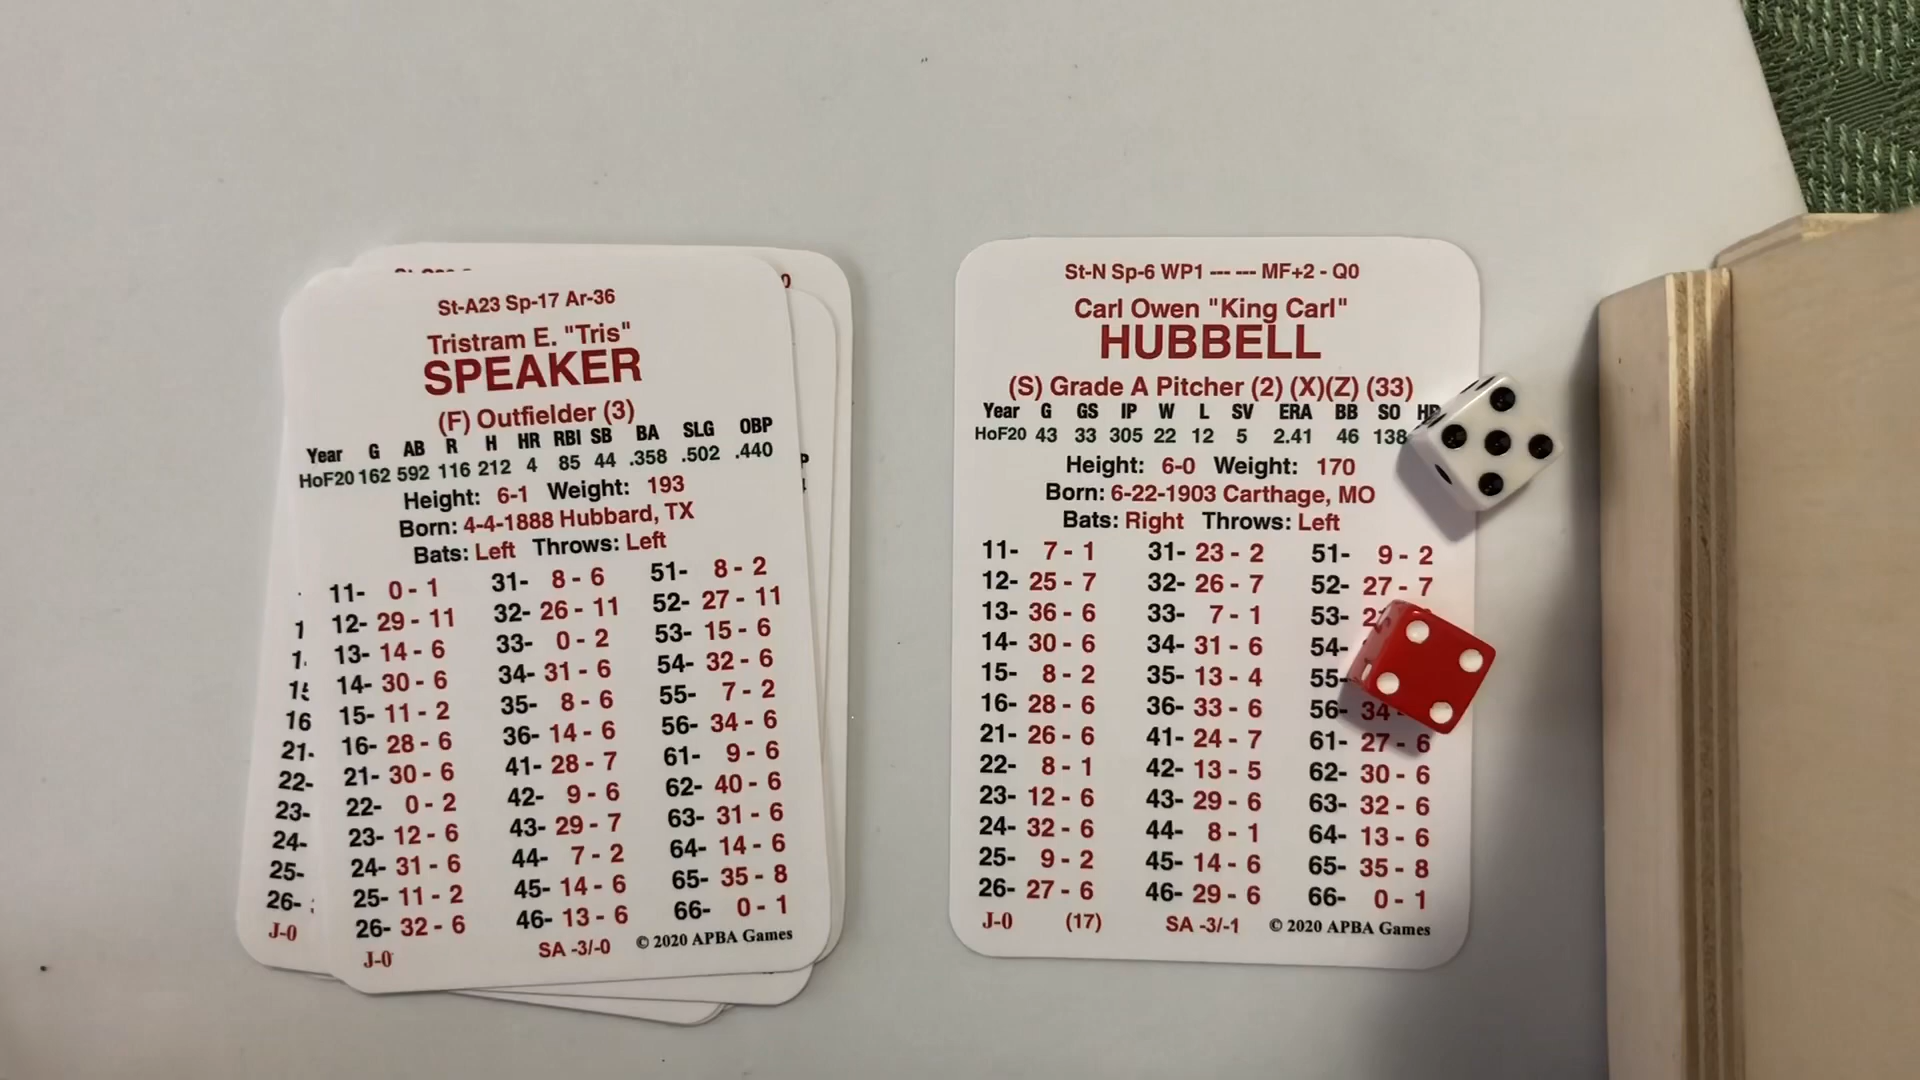 St-A23 Sp-17 Ar-36
Tristram E. "Tris"
SPEAKER
(F) Outfielder (3)
Year G AB R H HR RBI SB BA SLG OBP
HoF20 162 592 116 212 4 85 44 .358 .502 .440
Height: 6-1 Weight: 193
Born: 4-4-1888 Hubbard, TX
Bats: Left Throws: Left
11- 0 - 1 31- 8 - 6 51- 8 - 2
12- 29 - 11 32- 26 - 11 52- 27 - 11
13- 14 - 6 33- 0 - 2 53- 15 - 6
14- 30 - 6 34- 31 - 6 54- 32 - 6
15- 11 - 2 35- 8 - 6 55- 7 - 2
16- 28 - 6 36- 14 - 6 56- 34 - 6
21- 30 - 6 41- 28 - 7 61- 9 - 6
22- 0 - 2 42- 9 - 6 62- 40 - 6
23- 12 - 6 43- 29 - 7 63- 31 - 6
24- 31 - 6 44- 7 - 2 64- 14 - 6
25- 11 - 2 45- 14 - 6 65- 35 - 8
26- 32 - 6 46- 13 - 6 66- 0 - 1
J-0 SA -3/-0 © 2020 APBA Games
16
21-
22-
23-
24-
25-
26-
J-0
St-N Sp-6 WP1 --- --- MF+2 - Q0
Carl Owen "King Carl"
HUBBELL
(S) Grade A Pitcher (2) (X)(Z) (33)
Year G GS IP W L SV ERA BB SO
HoF20 43 33 305 22 12 5 2.41 46 138
Height: 6-0 Weight: 170
Born: 6-22-1903 Carthage, MO
Bats: Right Throws: Left
11- 7 - 1 31- 23 - 2 51- 9 - 2
12- 25 - 7 32- 26 - 7 52- 27 - 7
13- 36 - 6 33- 7 - 1 53-
14- 30 - 6 34- 31 - 6 54-
15- 8 - 2 35- 13 - 4 55-
16- 28 - 6 36- 33 - 6 56- 34 -
21- 26 - 6 41- 24 - 7 61- 27 - 6
22- 8 - 1 42- 13 - 5 62- 30 - 6
23- 12 - 6 43- 29 - 6 63- 32 - 6
24- 32 - 6 44- 8 - 1 64- 13 - 6
25- 9 - 2 45- 14 - 6 65- 35 - 8
26- 27 - 6 46- 29 - 6 66- 0 - 1
J-0 (17) SA -3/-1 © 2020 APBA Games